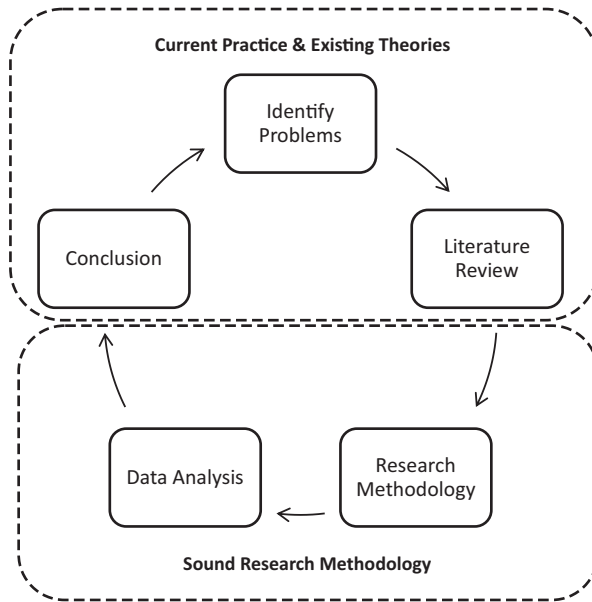 Current Practice & Existing Theories
Identify
Problems
Conclusion
Literature
Review
Data Analysis
Research
Methodology
Sound Research Methodology